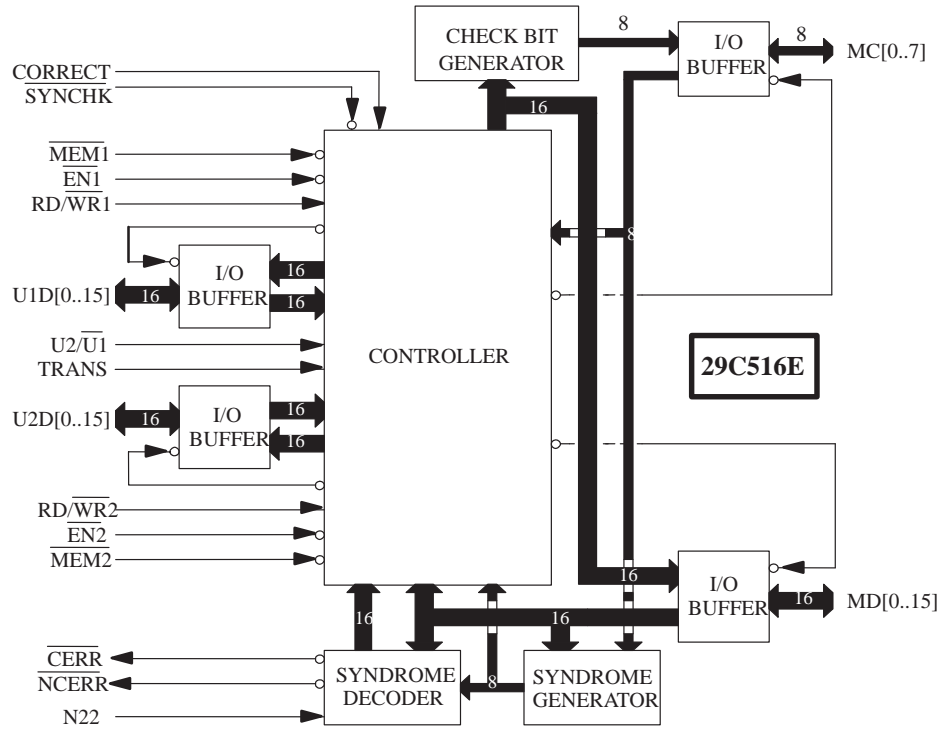 CHECK BIT
GENERATOR
8
I/O
BUFFER
8
MC[0..7]
CORRECT
SYNCHK
16
16
MEM1
EN1
RD/WR1
8
I/O
BUFFER
16
16
U1D[0..15]
16
U2/U1
TRANS
CONTROLLER
29C516E
U2D[0..15]
16
I/O
BUFFER
16
16
RD/WR2
EN2
MEM2
16
I/O
BUFFER
16
MD[0..15]
16
16
CERR
NCERR
N22
SYNDROME
DECODER
8
SYNDROME
GENERATOR